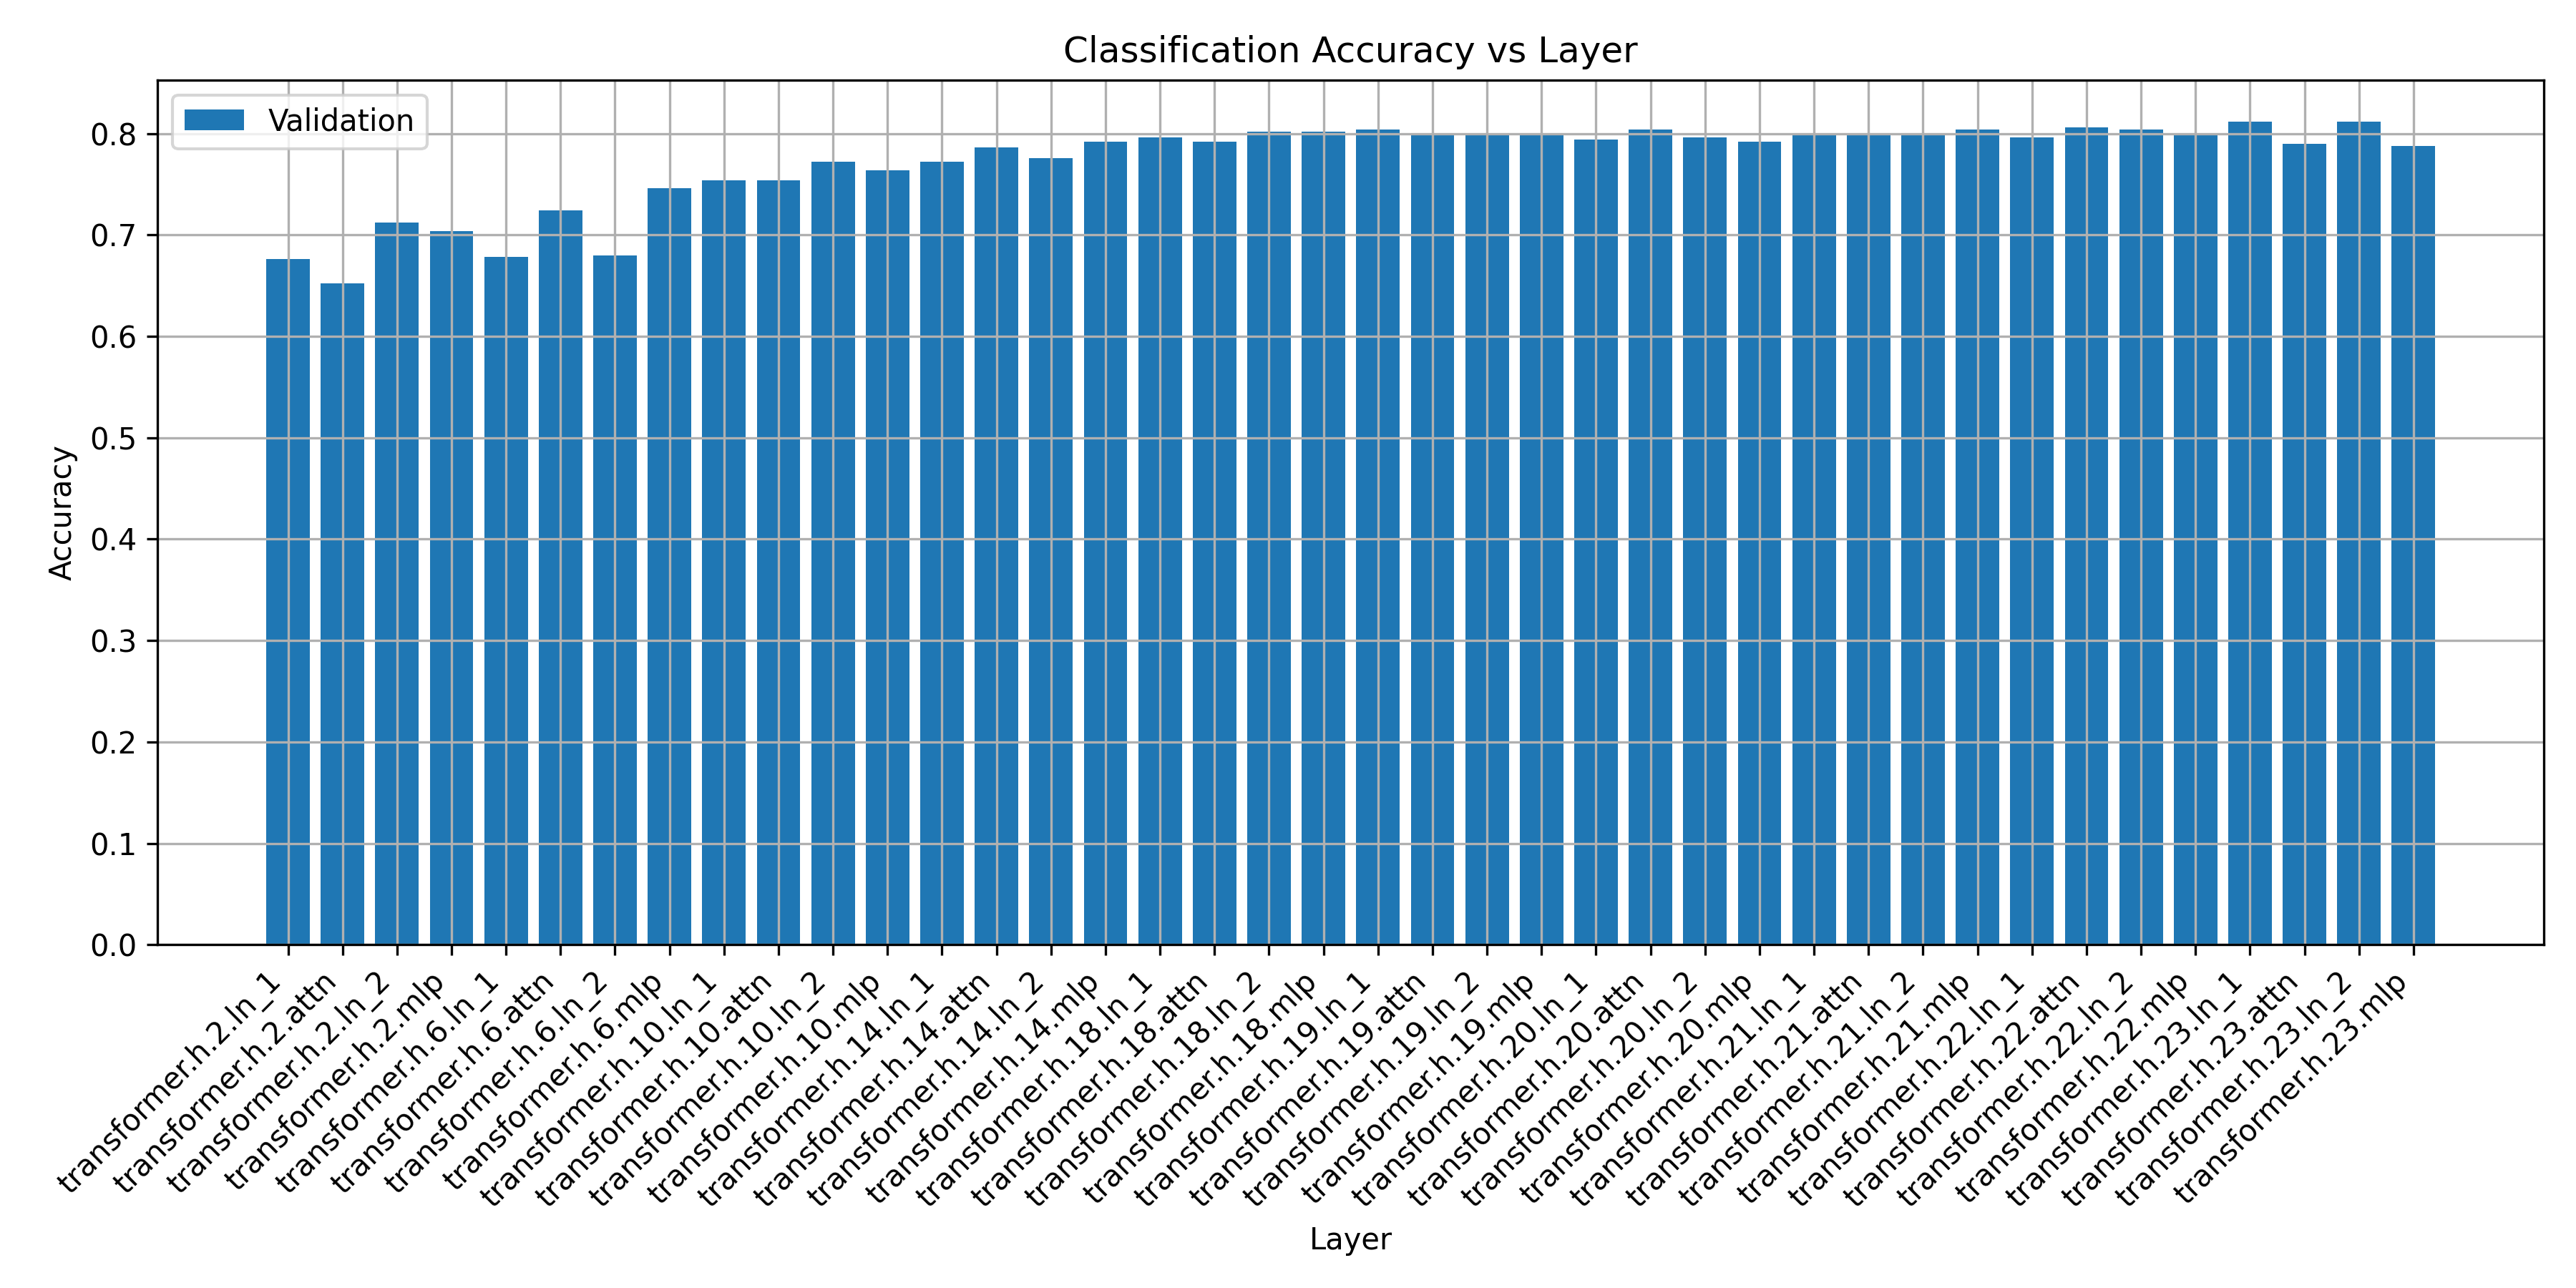 Classification Accuracy vs Layer
Validation
Accuracy
0.8
0.7
0.6
0.5
0.4
0.3
0.2
0.1
0.0
transformer.h.2.ln_1
transformer.h.2.attn
transformer.h.2.ln_2
transformer.h.2.mlp
transformer.h.6.ln_1
transformer.h.6.attn
transformer.h.6.ln_2
transformer.h.6.mlp
transformer.h.10.ln_1
transformer.h.10.attn
transformer.h.10.ln_2
transformer.h.10.mlp
transformer.h.14.ln_1
transformer.h.14.attn
transformer.h.14.ln_2
transformer.h.14.mlp
transformer.h.18.ln_1
transformer.h.18.attn
transformer.h.18.ln_2
transformer.h.18.mlp
transformer.h.19.ln_1
transformer.h.19.attn
transformer.h.19.ln_2
transformer.h.19.mlp
transformer.h.20.ln_1
transformer.h.20.attn
transformer.h.20.ln_2
transformer.h.20.mlp
transformer.h.21.ln_1
transformer.h.21.attn
transformer.h.21.ln_2
transformer.h.21.mlp
transformer.h.22.ln_1
transformer.h.22.attn
transformer.h.22.ln_2
transformer.h.22.mlp
transformer.h.23.ln_1
transformer.h.23.attn
transformer.h.23.ln_2
transformer.h.23.mlp
Layer